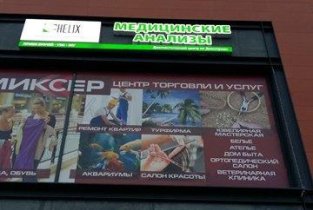 HELIX
МЕДИЦИНСКИЕ
АНАЛИЗЫ
МИКСЕР
ЦЕНТР ТОРГОВЛИ И УСЛУГ
РЕМОНТ КВАРТИР
ТУРФИРМА
ЮВЕЛИРНАЯ
МАСТЕРСКАЯ
АКВАРИУМЫ
САЛОН КРАСОТЫ
БЕЛЬЕ
АТЕЛЬЕ
ДОМ БЫТА
ОРТОПЕДИЧЕСКИЙ
САЛОН
ВЕТЕРИНАРНАЯ
КЛИНИКА
ОБУВЬ